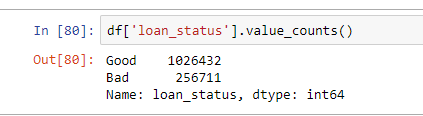 In [80]: df['loan_status'].value_counts()
Out[80]: Good    1026432
Bad      256711
Name: loan_status, dtype: int64